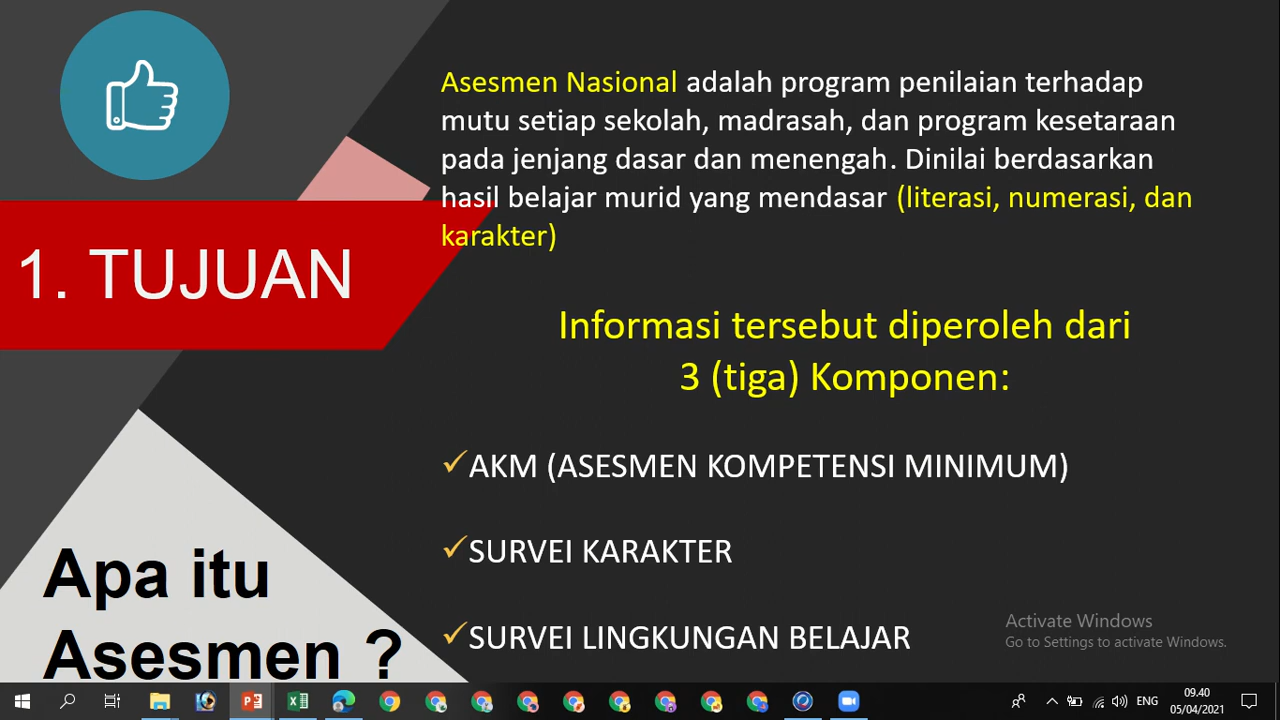 Asesmen Nasional adalah program penilaian terhadap
mutu setiap sekolah, madrasah, dan program kesetaraan
pada jenjang dasar dan menengah. Dinilai berdasarkan
hasil belajar murid yang mendasar (literasi, numerasi, dan
karakter)
1. TUJUAN
Informasi tersebut diperoleh dari
3 (tiga) Komponen:
✓AKM (ASESMEN KOMPETENSI MINIMUM)
✓SURVEI KARAKTER
✓SURVEI LINGKUNGAN BELAJAR
Apa itu
Asesmen ?
Activate Windows
Go to Settings to activate Windows.
ENG
09.40
05/04/2021